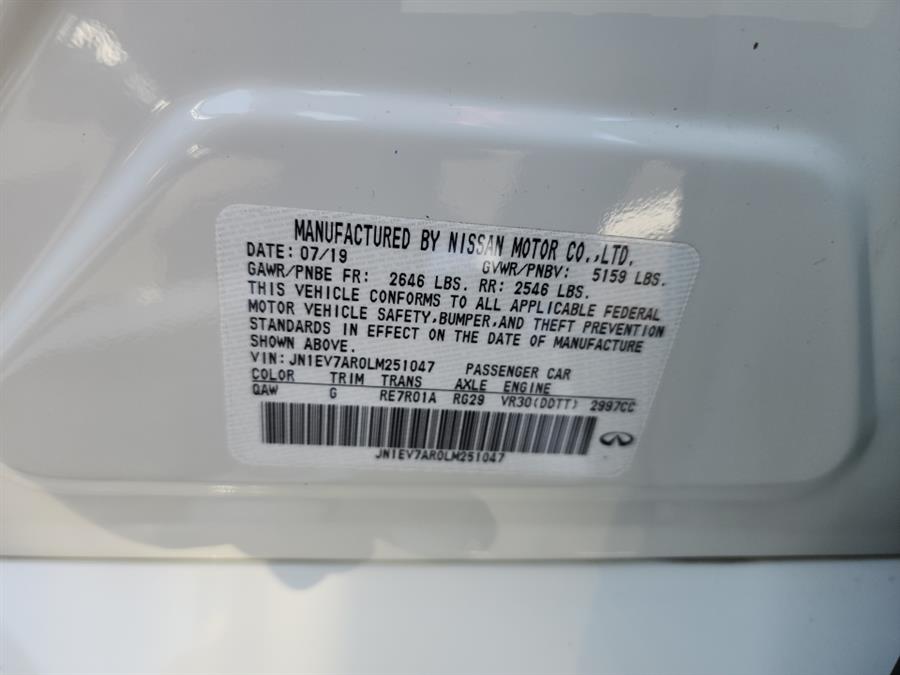 MANUFACTURED BY NISSAN MOTOR CO.,LTD.
DATE: 07/19 GVWR/PNBV: 5159 LBS.
GAWR/PNBE FR: 2646 LBS. RR: 2546 LBS.
THIS VEHICLE CONFORMS TO ALL APPLICABLE FEDERAL
MOTOR VEHICLE SAFETY,BUMPER,AND THEFT PREVENTION
STANDARDS IN EFFECT ON THE DATE OF MANUFACTURE
SHOWN ABOVE.
VIN: JN1EV7AR0LM251047 PASSENGER CAR
COLOR TRIM TRANS AXLE ENGINE
QAW G RE7R01A RG29 VR30(DDTT) 2997CC
JN1EV7AR0LM251047